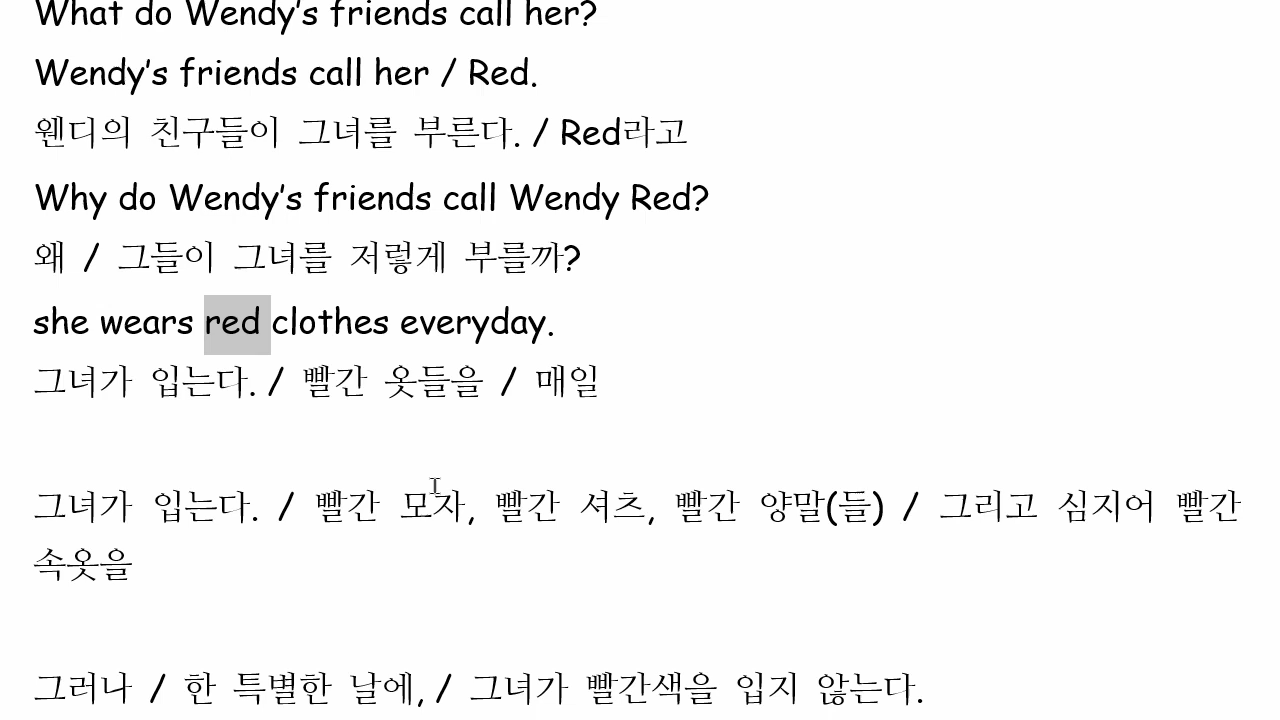 What do Wendy's friends call her?
Wendy's friends call her / Red.
웬디의 친구들이 그녀를 부른다. / Red라고
Why do Wendy's friends call Wendy Red?
왜 / 그들이 그녀를 저렇게 부를까?
she wears red clothes everyday.
그녀가 입는다. / 빨간 옷들을 / 매일
그녀가 입는다. / 빨간 모자, 빨간 셔츠, 빨간 양말(들) / 그리고 심지어 빨간
속옷을
그러나 / 한 특별한 날에, / 그녀가 빨간색을 입지 않는다.